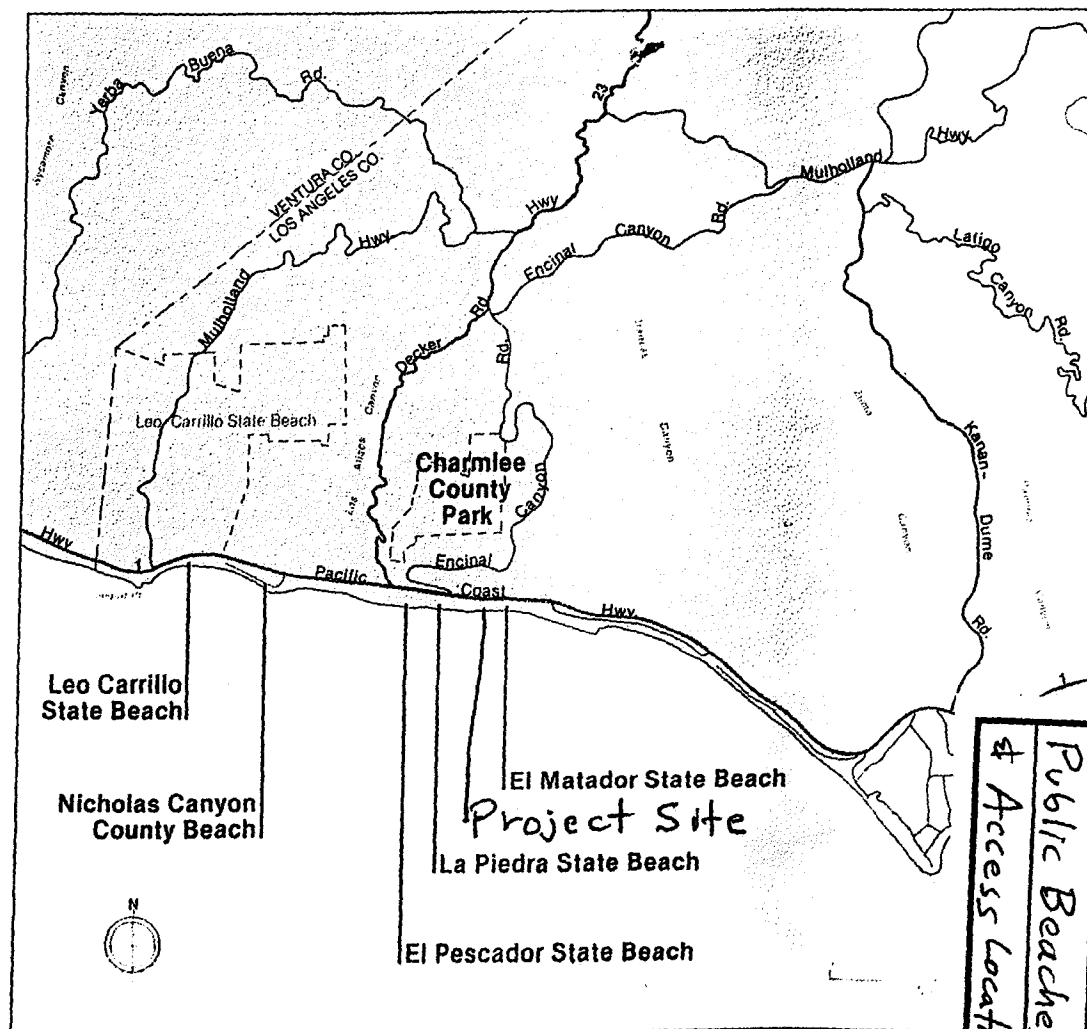 Yerba
Buena
Rd.
Canyon
Sycamore
VENTURA CO.
LOS ANGELES CO.
23
Hwy
Mulholland
Hwy
Mulholland
Hwy
Encinal
Canyon
Rd.
Latigo
Canyon
Rd.
Decker
Rd
Rd.
Leo Carrillo State Beach
Canyon
Los Alisos
Charmlee
County
Park
Canyon
Encinal
Trancas
Canyon
Zuma
Canyon
Kanan-
Dume
Rd.
Hwy
1
Pacific
Coast
Hwy.
1
Leo Carrillo
State Beach
Nicholas Canyon
County Beach
El Matador State Beach
Project Site
La Piedra State Beach
El Pescador State Beach
N
Public Beache
& Access Locat